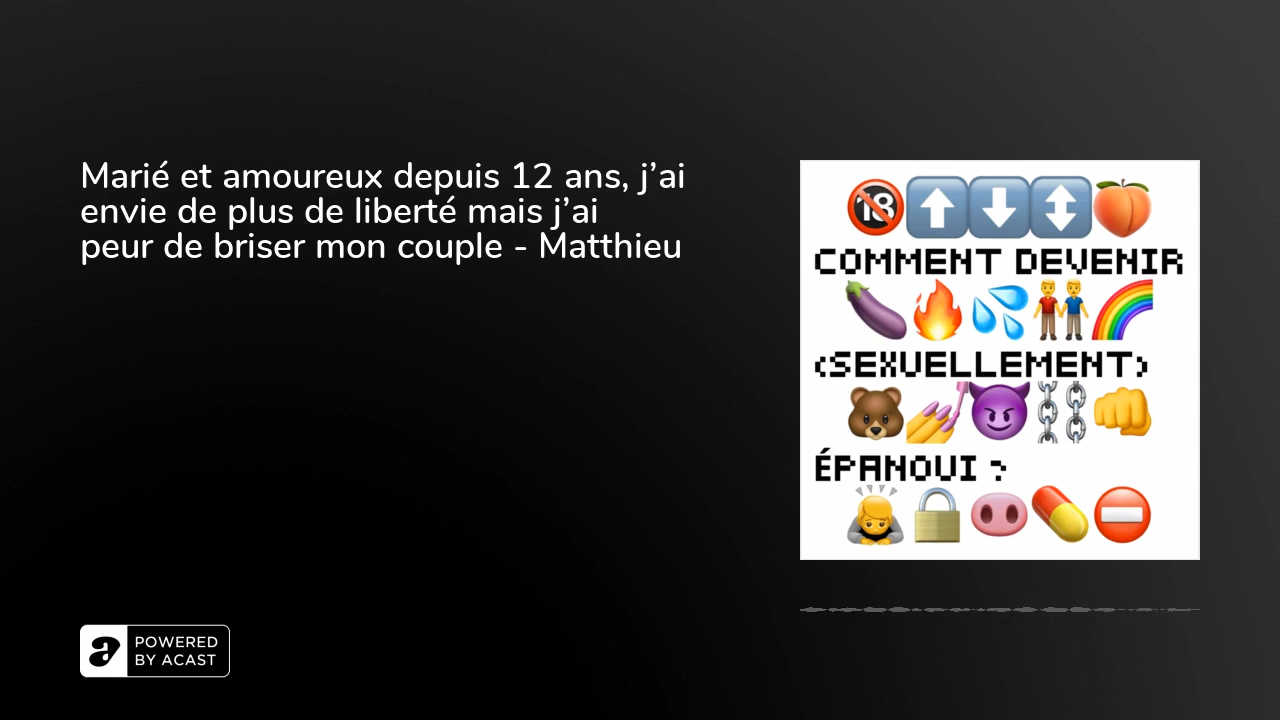 Marié et amoureux depuis 12 ans, j’ai
envie de plus de liberté mais j’ai
peur de briser mon couple - Matthieu
18
COMMENT DEVENIR
(SEXUELLEMENT)
ÉPANOUI ?
a POWERED
BY ACAST